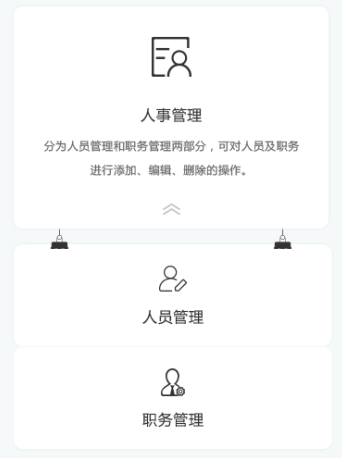 人事管理
分为人员管理和职务管理两部分，可对人员及职务
进行添加、编辑、删除的操作。
人员管理
职务管理